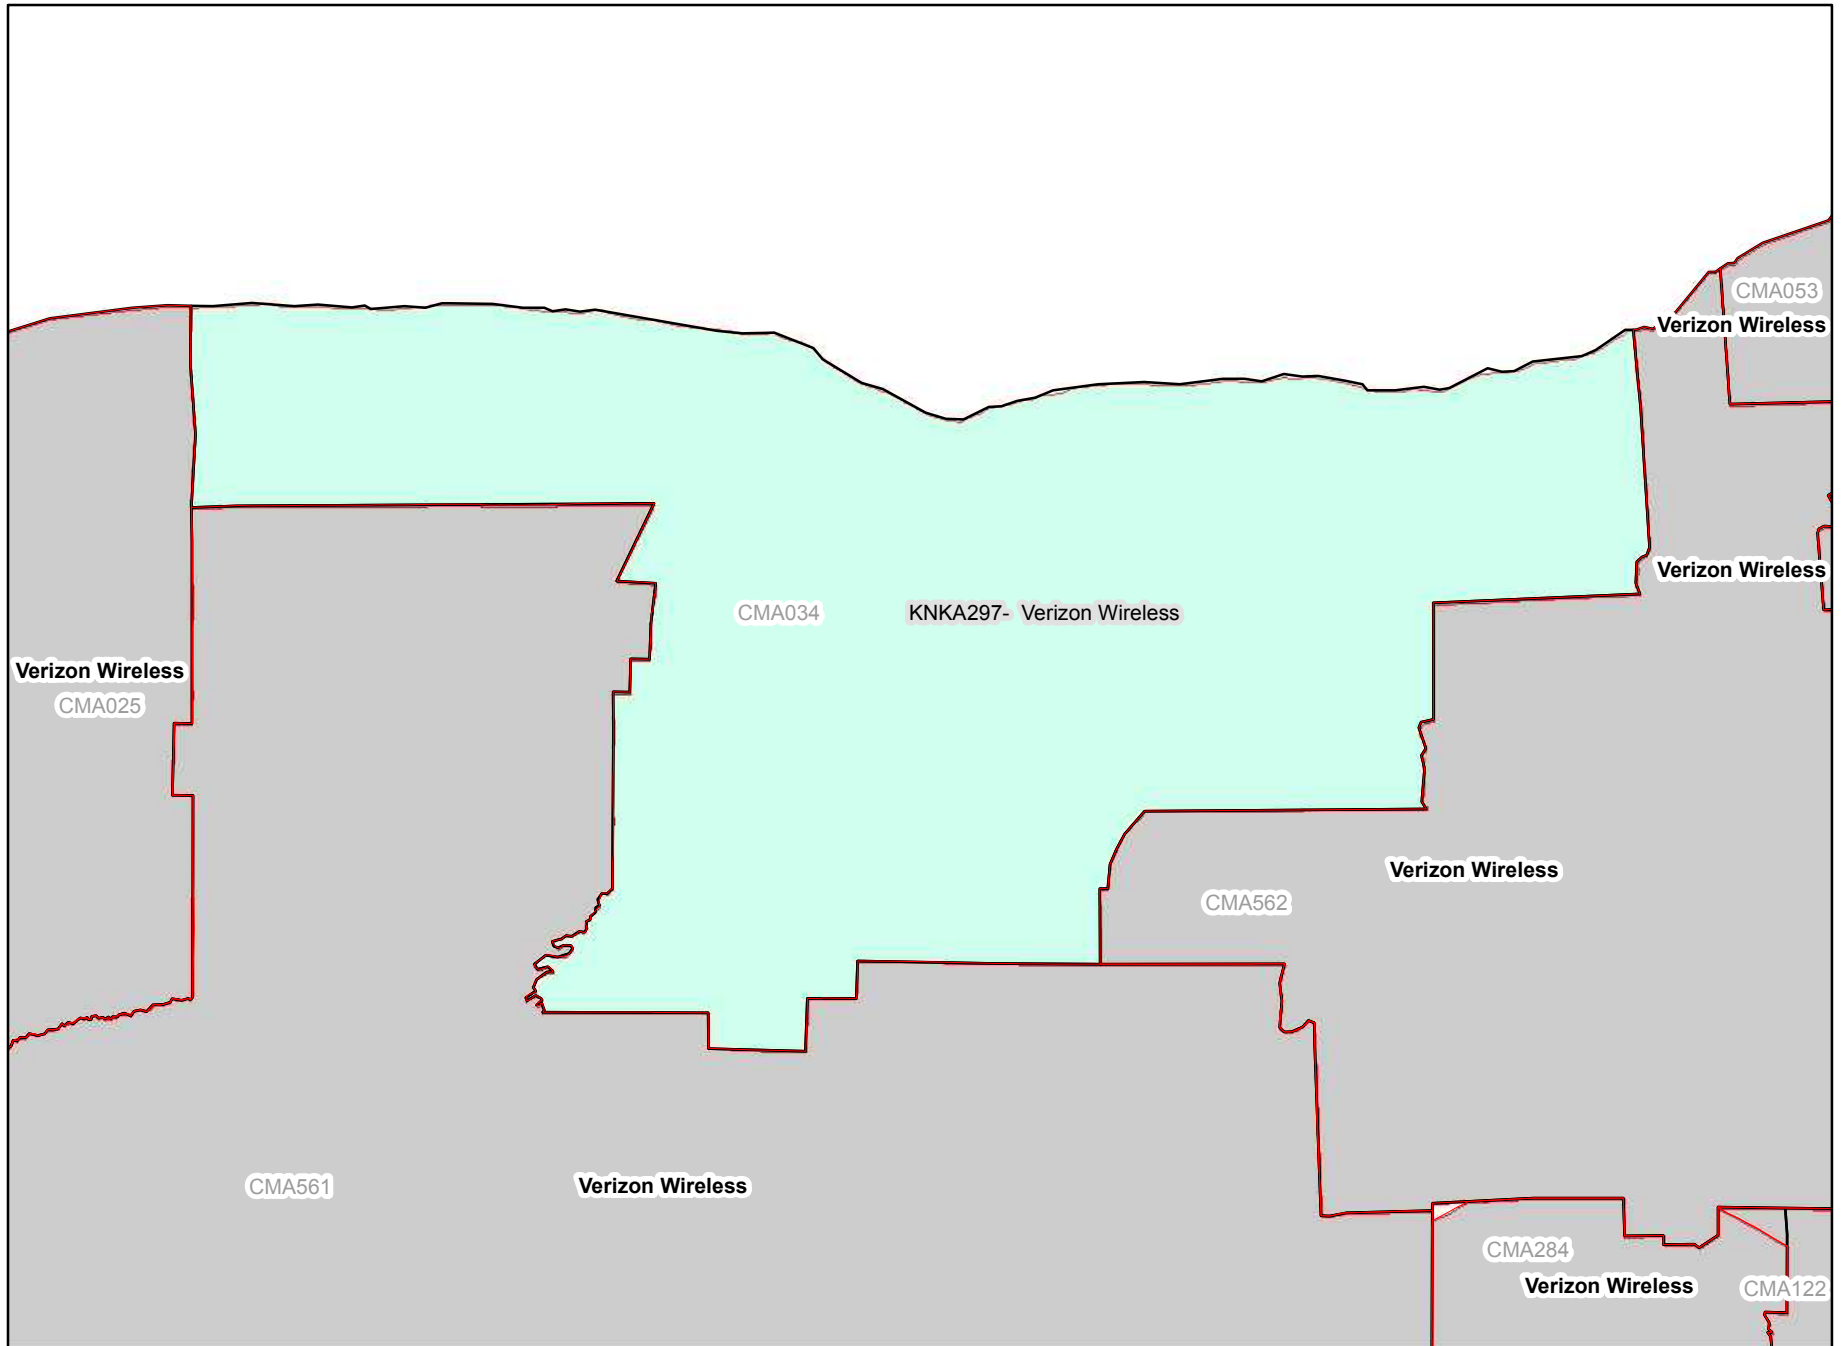 CMA053
Verizon Wireless
Verizon Wireless
CMA034
KNKA297- Verizon Wireless
Verizon Wireless
CMA025
Verizon Wireless
CMA562
CMA561
Verizon Wireless
CMA284
Verizon Wireless
CMA122